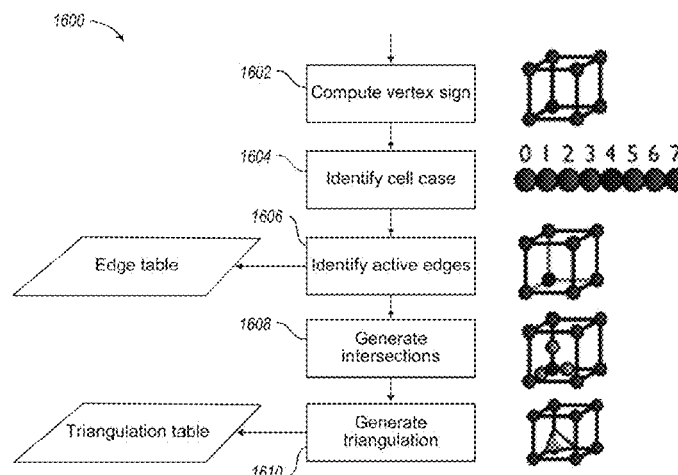 1600
1602
Compute vertex sign
0 1 2 3 4 5 6 7
1604
Identify cell case
1606
Edge table
Identify active edges
1608
Generate
intersections
Triangulation table
Generate
triangulation
1610